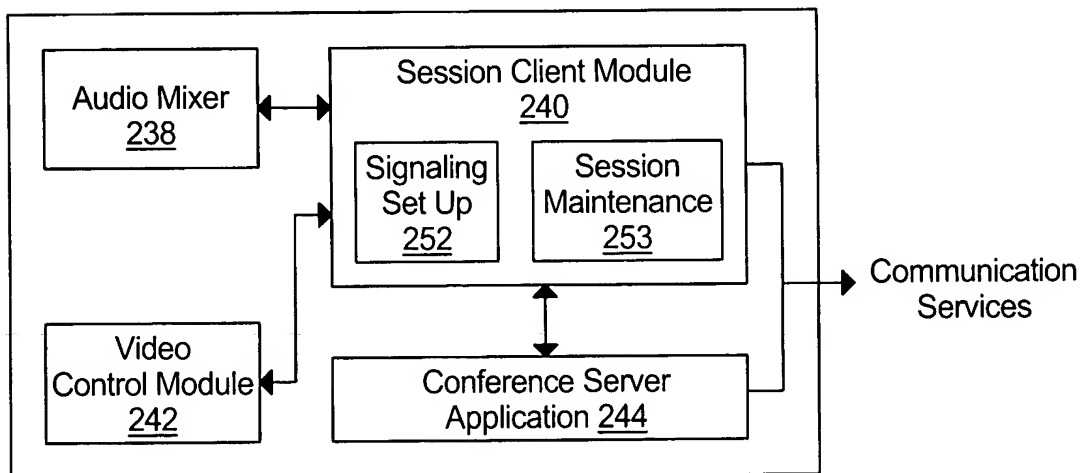 Audio Mixer
238
Session Client Module
240
Signaling
Set Up
252
Session
Maintenance
253
Communication
Services
Video
Control Module
242
Conference Server
Application 244